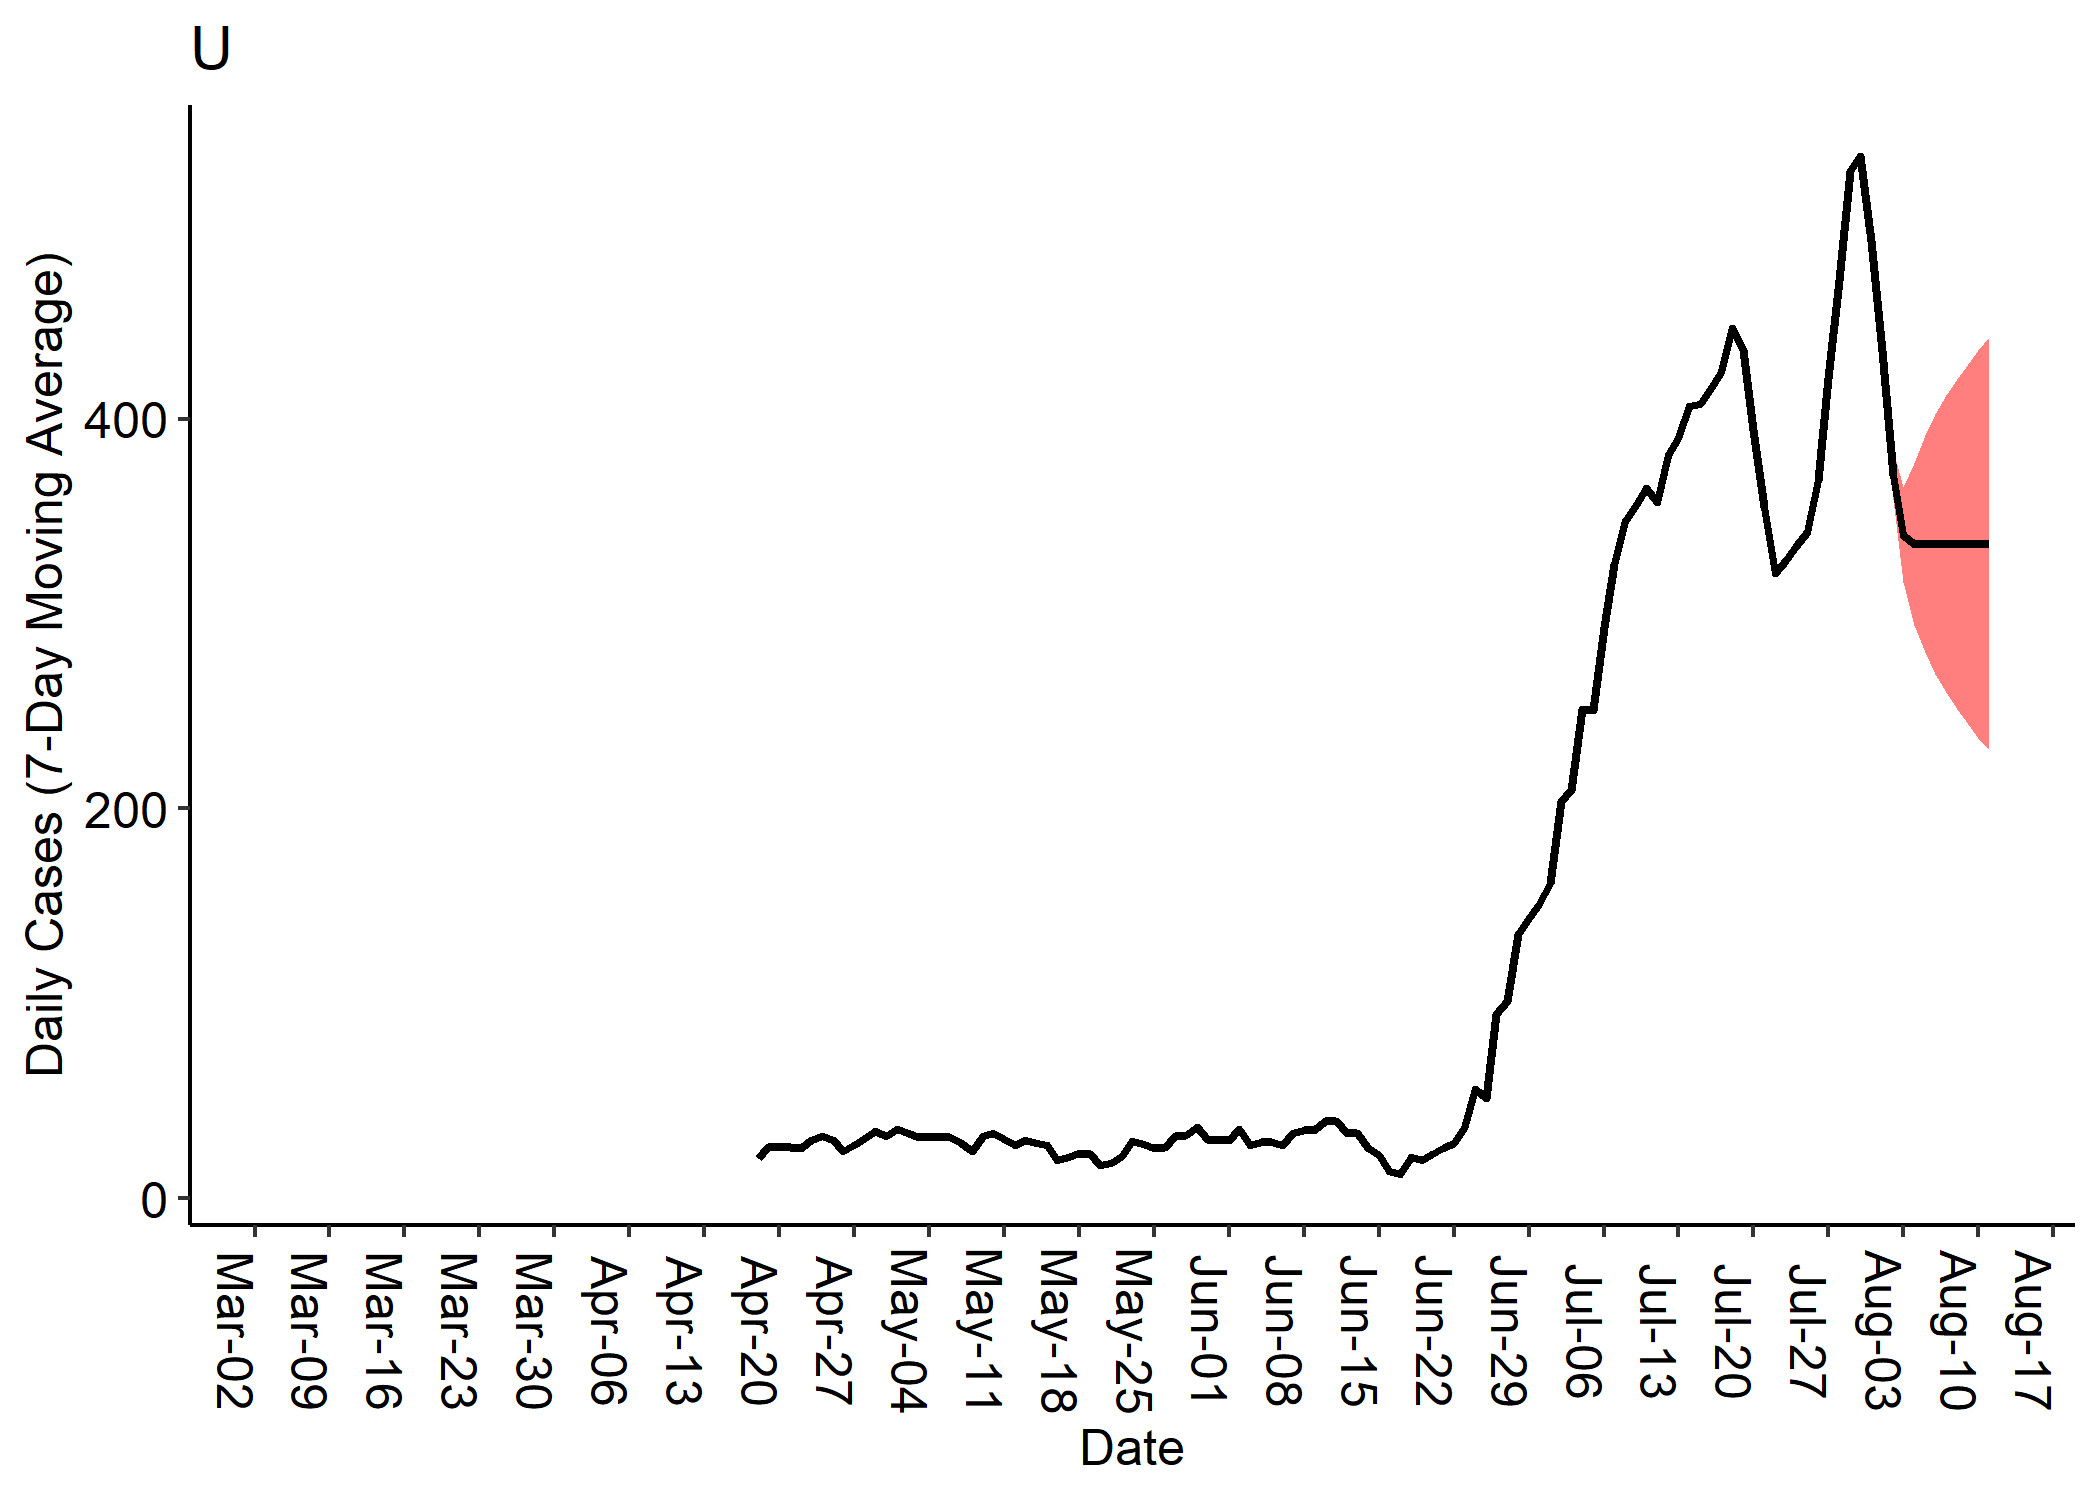 U
Daily Cases (7-Day Moving Average)
400
200
0
Mar-02
Mar-09
Mar-16
Mar-23
Mar-30
Apr-06
Apr-13
Apr-20
Apr-27
May-04
May-11
May-18
May-25
Jun-01
Jun-08
Jun-15
Jun-22
Jun-29
Jul-06
Jul-13
Jul-20
Jul-27
Aug-03
Aug-10
Aug-17
Date